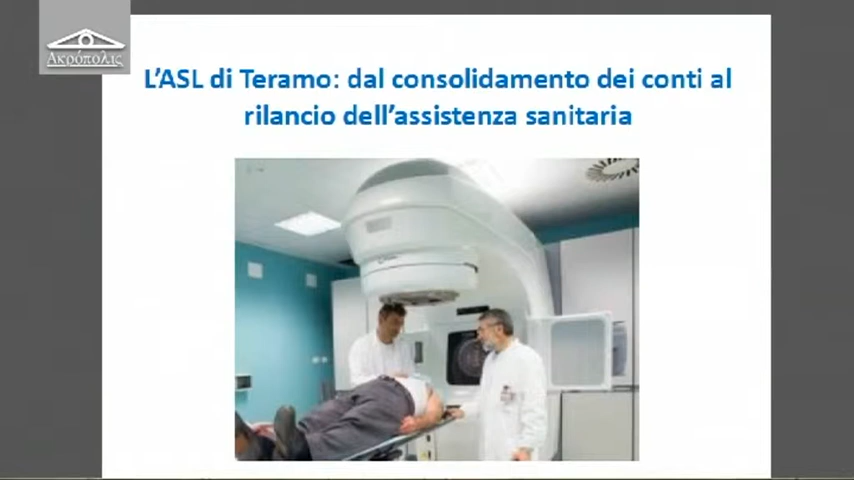 Ακρόπολις
L'ASL di Teramo: dal consolidamento dei conti al
rilancio dell'assistenza sanitaria